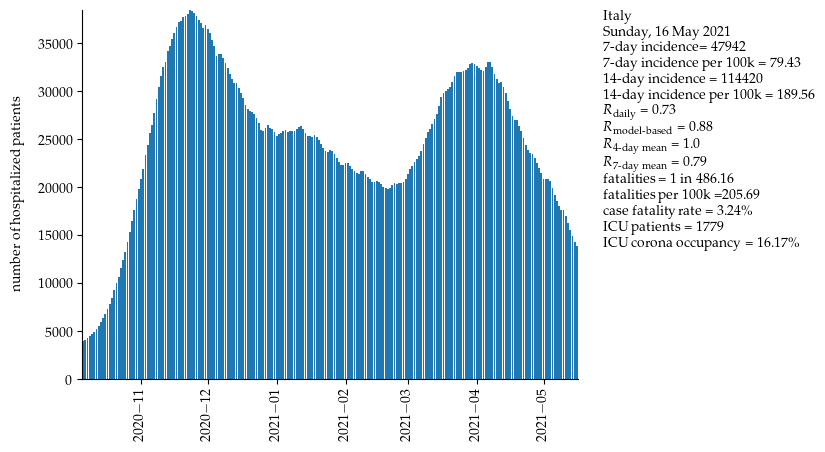 number of hospitalized patients
35000
30000
25000
20000
15000
10000
5000
0
2020−11
2020−12
2021−01
2021−02
2021−03
2021−04
2021−05
Italy
Sunday, 16 May 2021
7-day incidence= 47942
7-day incidence per 100k = 79.43
14-day incidence = 114420
14-day incidence per 100k = 189.56
R daily = 0.73
R model-based = 0.88
R 4-day mean = 1.0
R 7-day mean = 0.79
fatalities = 1 in 486.16
fatalities per 100k =205.69
case fatality rate = 3.24%
ICU patients = 1779
ICU corona occupancy = 16.17%